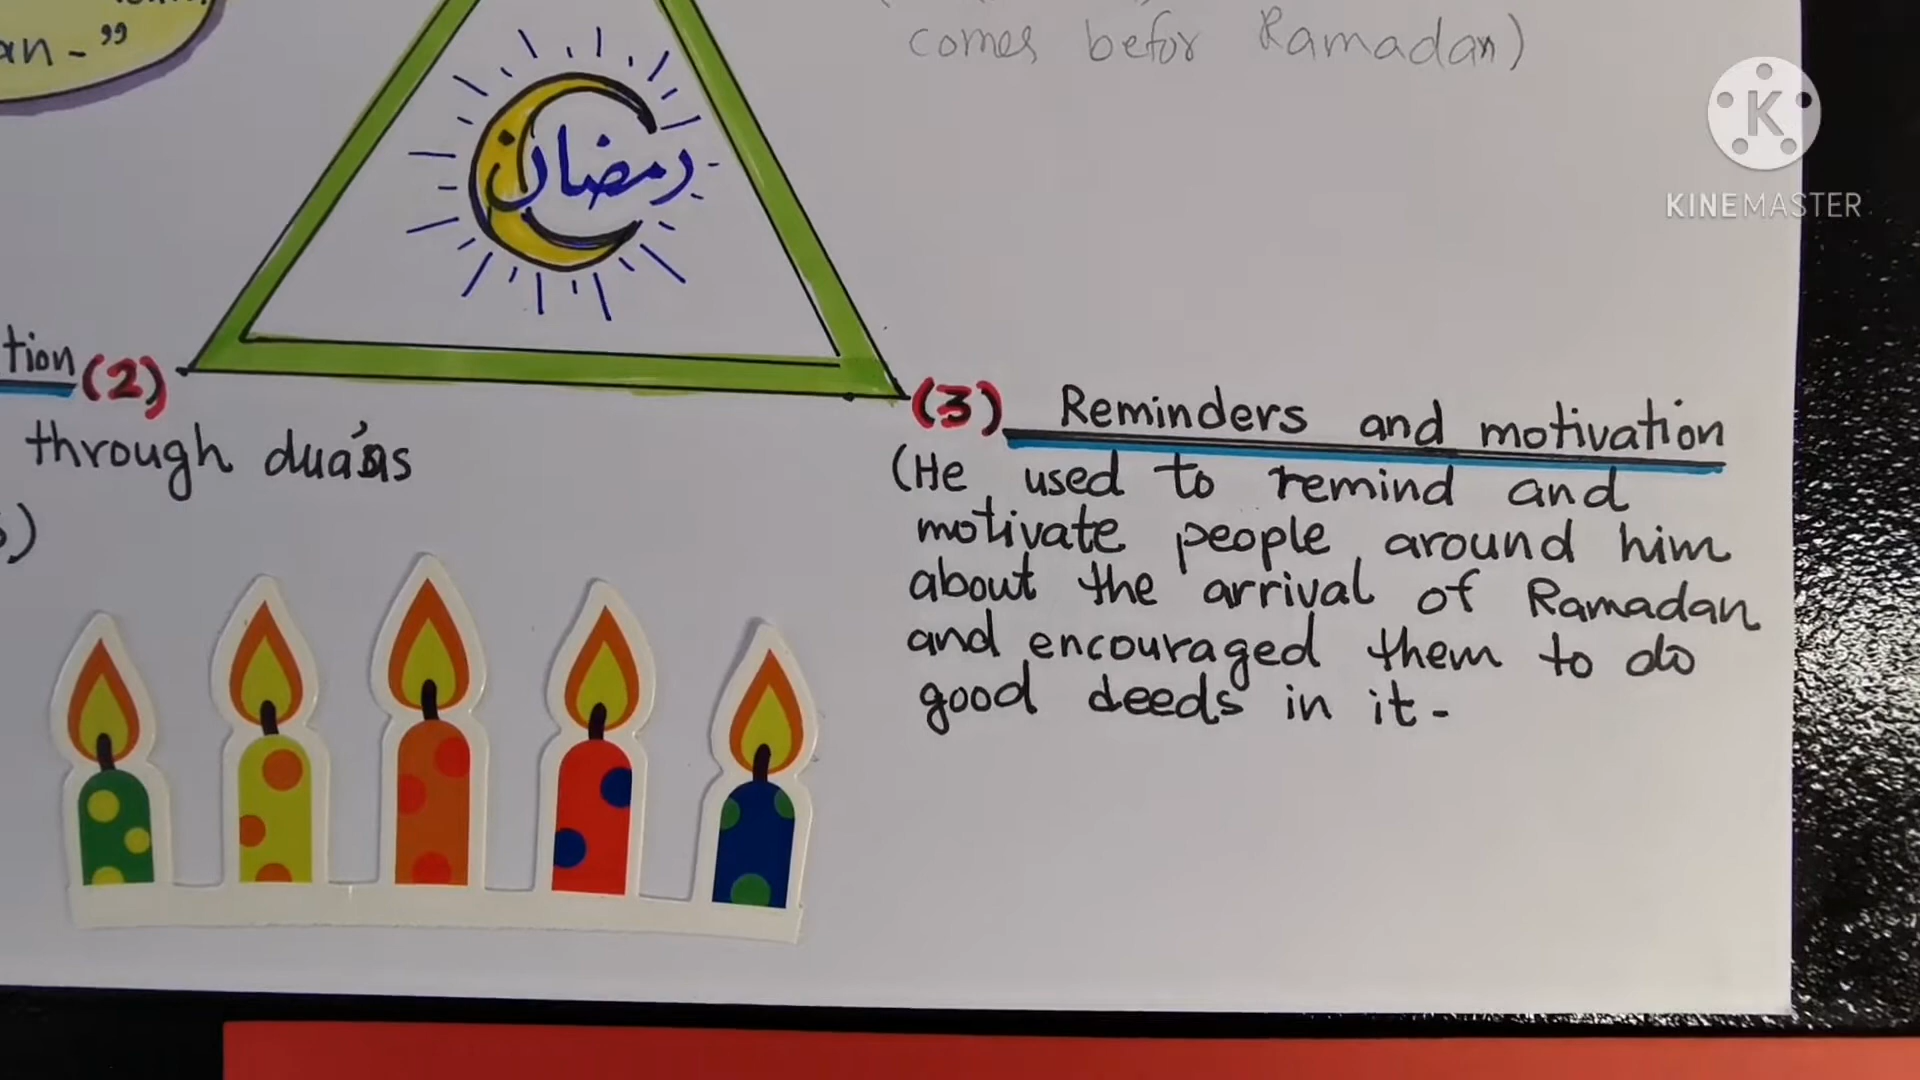 an - ”
comes befor Ramadan)
K
KINEMASTER
رمضان
tion (2)
through dua's
(3) Reminders and motivation
(He used to remind and
motivate people around him
about the arrival of Ramadan
and encouraged them to do
good deeds in it -